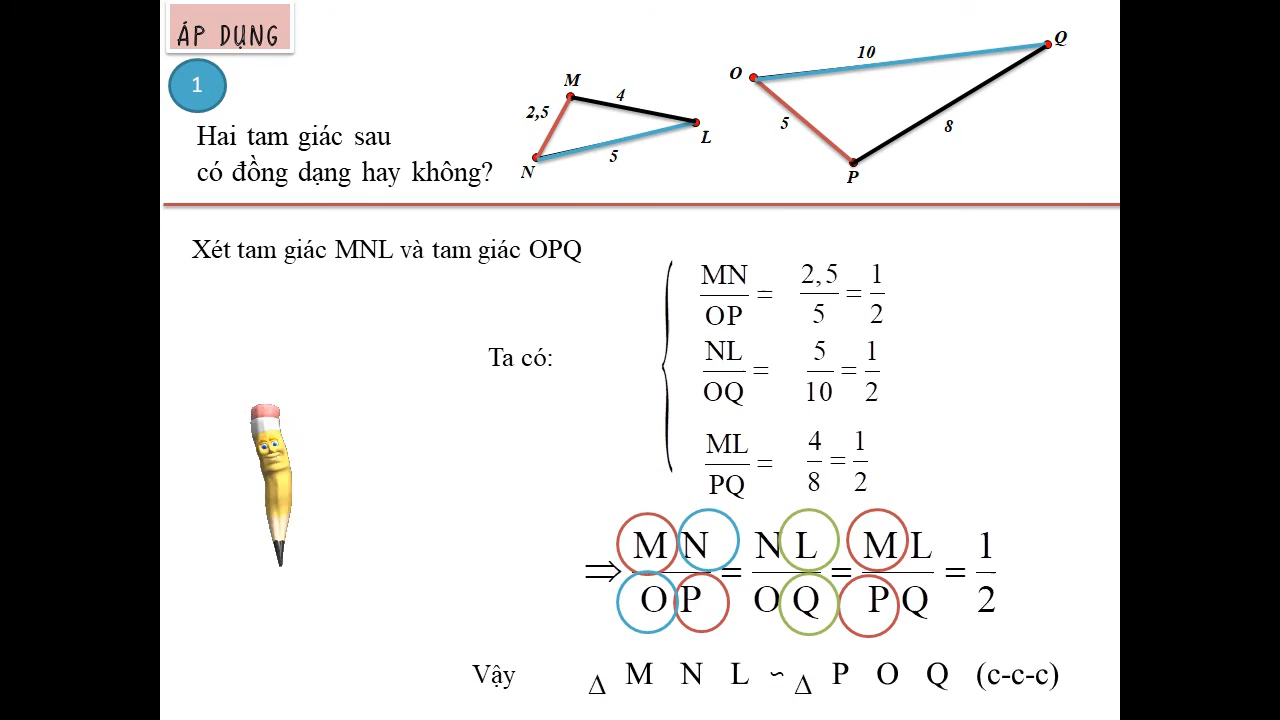 ÁP DỤNG
1
Hai tam giác sau
có đồng dạng hay không?
M
4
2,5
L
5
N
O
10
Q
5
8
P
Xét tam giác MNL và tam giác OPQ
Ta có:
MN/OP = 2,5/5 = 1/2
NL/OQ = 5/10 = 1/2
ML/PQ = 4/8 = 1/2
⇒ MN/OP = NL/OQ = ML/PQ = 1/2
Vậy Δ M N L ∽ Δ P O Q (c-c-c)